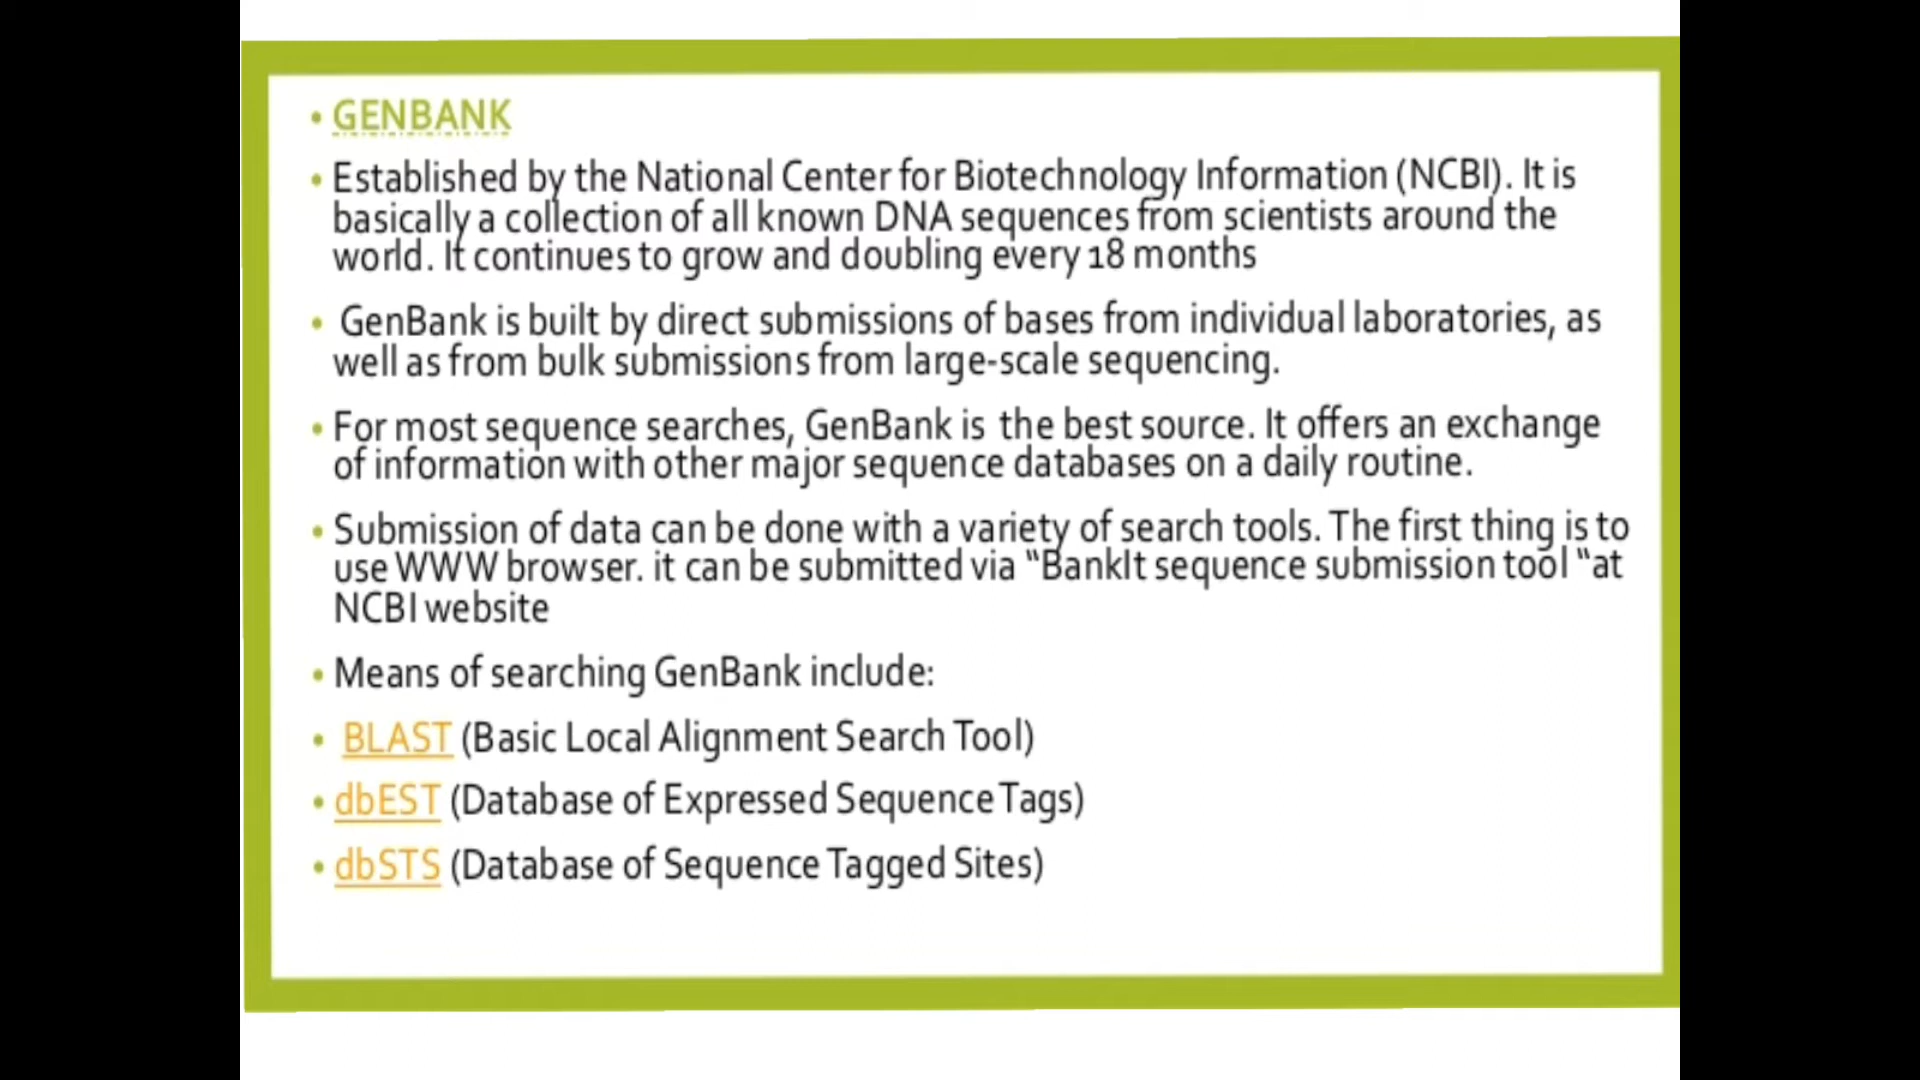 • GENBANK
• Established by the National Center for Biotechnology Information (NCBI). It is
basically a collection of all known DNA sequences from scientists around the
world. It continues to grow and doubling every 18 months
• GenBank is built by direct submissions of bases from individual laboratories, as
well as from bulk submissions from large-scale sequencing.
• For most sequence searches, GenBank is the best source. It offers an exchange
of information with other major sequence databases on a daily routine.
• Submission of data can be done with a variety of search tools. The first thing is to
use WWW browser. it can be submitted via “BankIt sequence submission tool “at
NCBI website
• Means of searching GenBank include:
• BLAST (Basic Local Alignment Search Tool)
• dbEST (Database of Expressed Sequence Tags)
• dbSTS (Database of Sequence Tagged Sites)